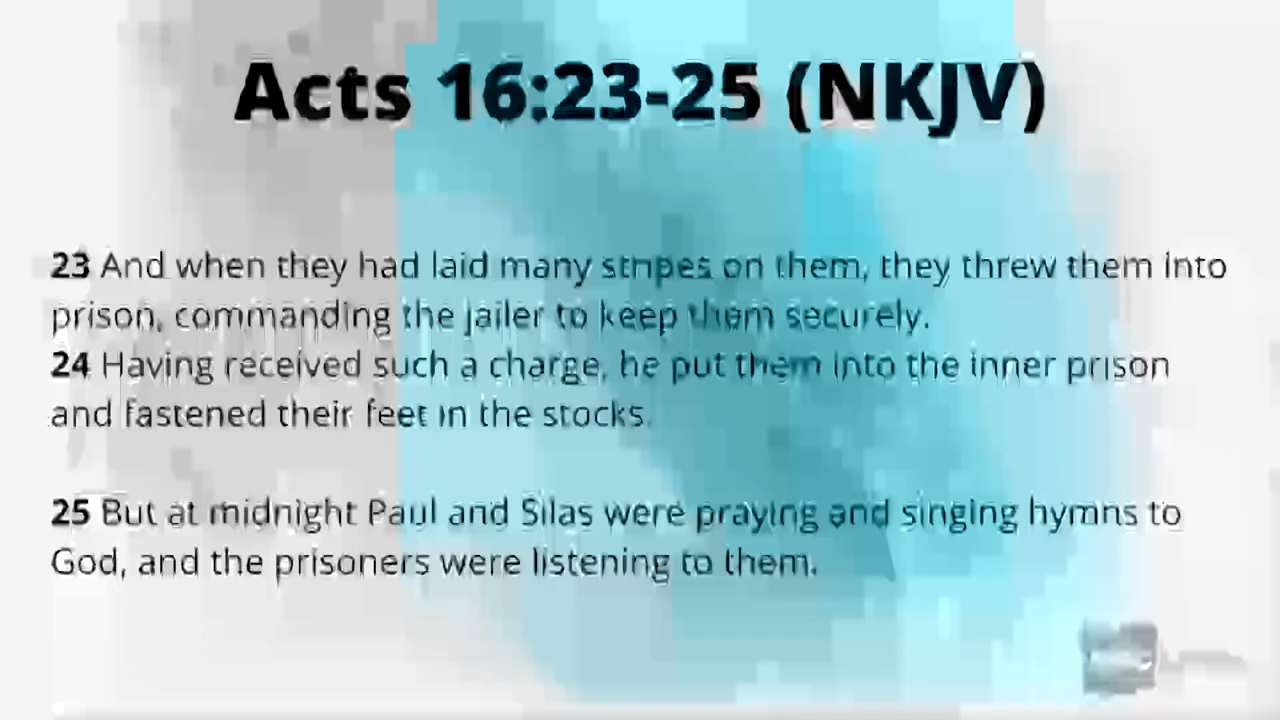 Acts 16:23-25 (NKJV)
23 And when they had laid many stripes on them, they threw them into
prison, commanding the jailer to keep them securely.
24 Having received such a charge, he put them into the inner prison
and fastened their feet in the stocks.
25 But at midnight Paul and Silas were praying and singing hymns to
God, and the prisoners were listening to them.